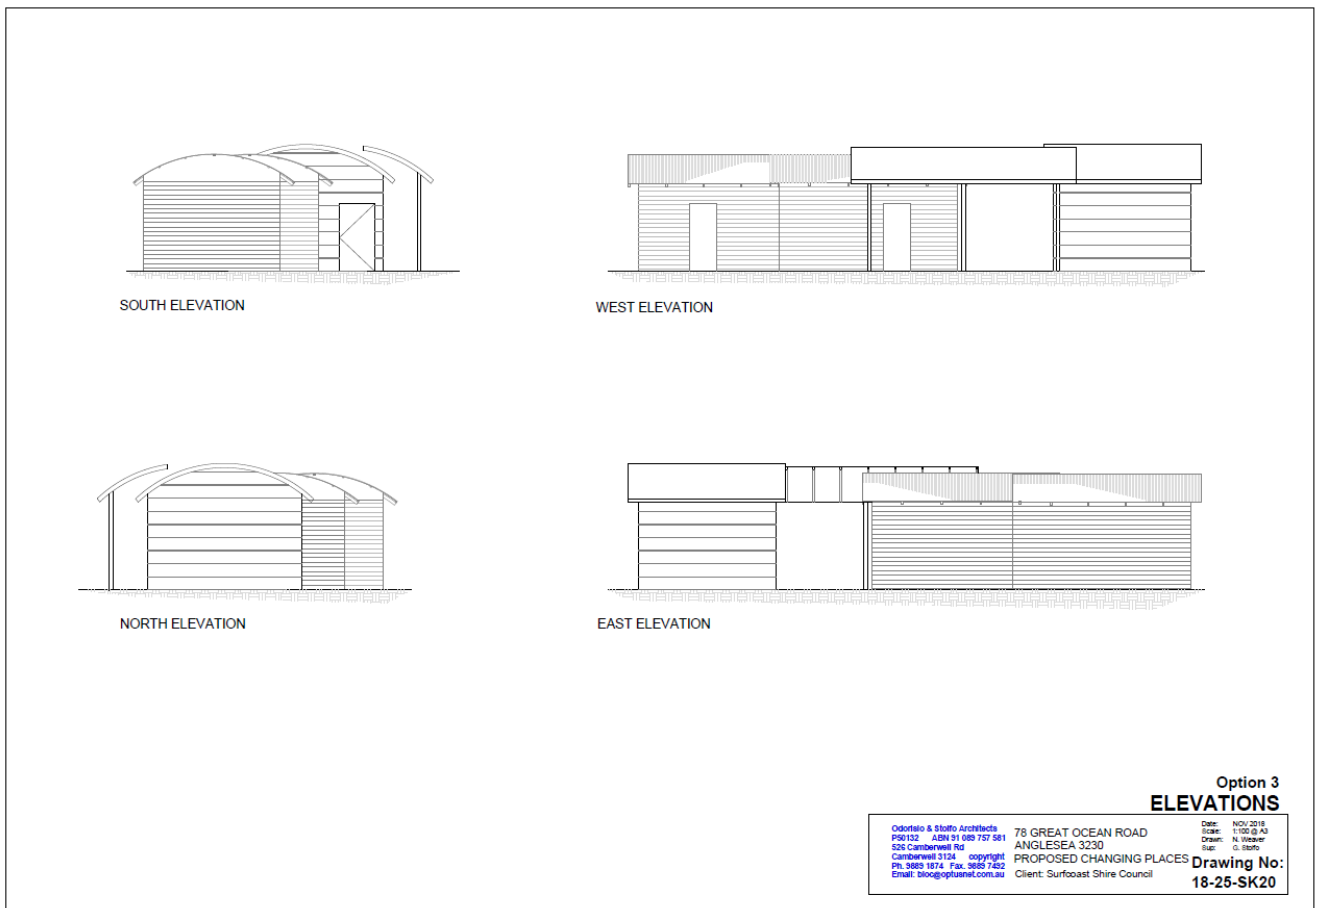 SOUTH ELEVATION
WEST ELEVATION
NORTH ELEVATION
EAST ELEVATION
Option 3
ELEVATIONS
Odorisio & Stolfo Architects
P50132 ABN 91 089 757 581
526 Camberwell Rd
Camberwell 3124 copyright
Ph. 9889 1874 Fax. 9889 7492
Email: bloc@optusnet.com.au
78 GREAT OCEAN ROAD
ANGLESEA 3230
PROPOSED CHANGING PLACES
Client: Surfcoast Shire Council
Date: NOV 2018
Scale: 1:100 @ A3
Drawn: N. Weaver
Sup: G. Stolfo
Drawing No:
18-25-SK20